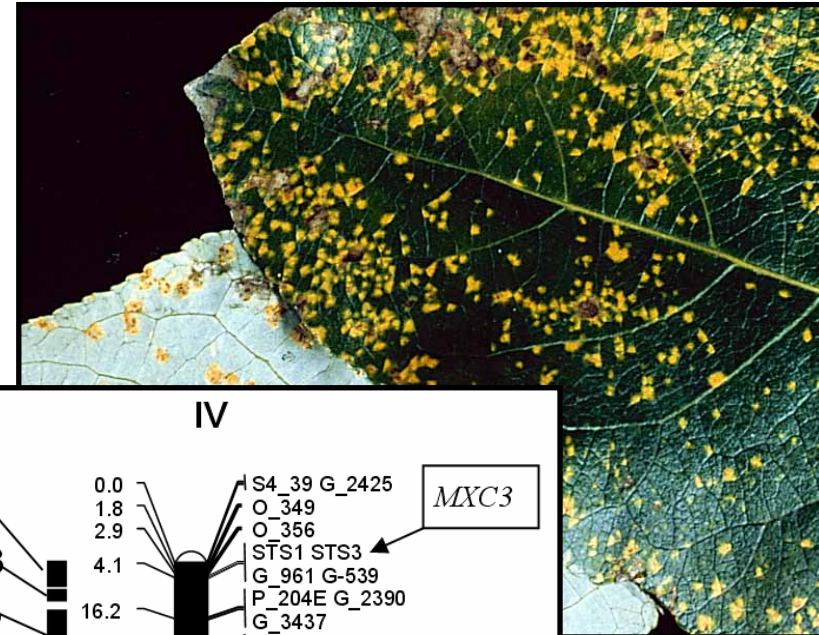 IV
0.0 S4_39 G_2425
1.8 O_349
2.9 O_356
STS1 STS3
4.1 G_961 G-539
16.2 P_204E G_2390
G_3437
MXC3